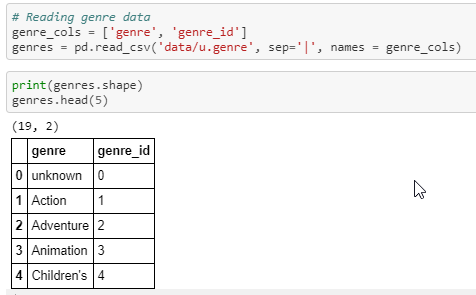 # Reading genre data
genre_cols = ['genre', 'genre_id']
genres = pd.read_csv('data/u.genre', sep='|', names = genre_cols)
print(genres.shape)
genres.head(5)
(19, 2)
genre genre_id
0 unknown 0
1 Action 1
2 Adventure 2
3 Animation 3
4 Children's 4